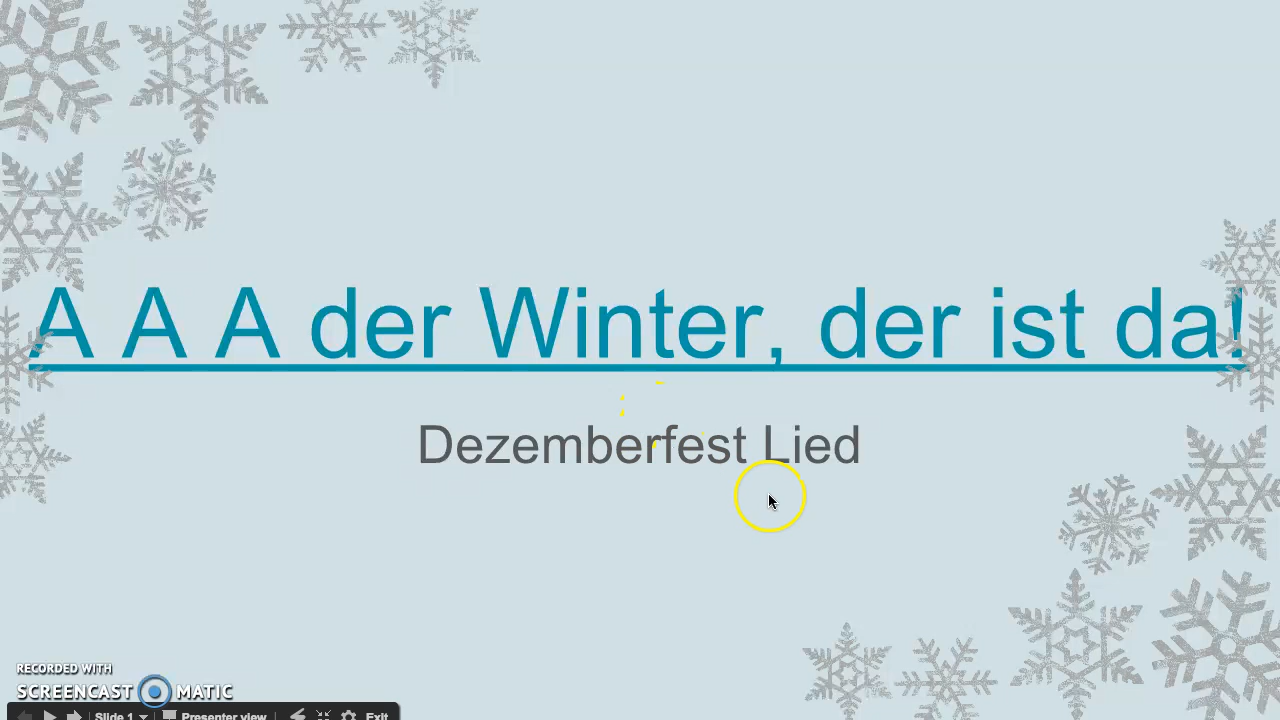 A A A der Winter, der ist da!
Dezemberfest Lied
RECORDED WITH
SCREENCAST MATIC
Slide 1 Presenter view Exit